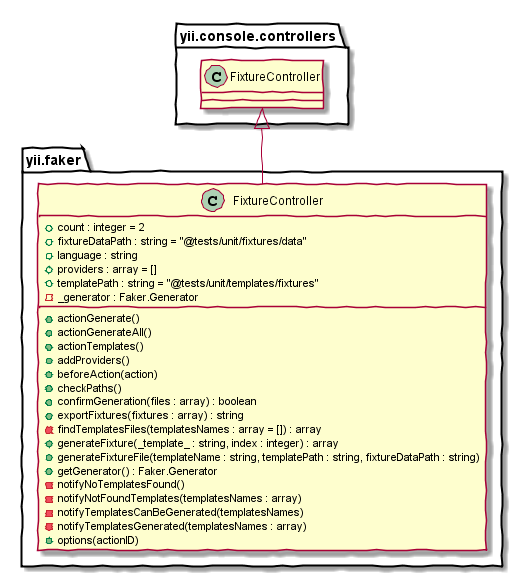 yii.console.controllers
C FixtureController
yii.faker
C FixtureController
count : integer = 2
fixtureDataPath : string = "@tests/unit/fixtures/data"
language : string
providers : array = []
templatePath : string = "@tests/unit/templates/fixtures"
_generator : Faker.Generator
actionGenerate()
actionGenerateAll()
actionTemplates()
addProviders()
beforeAction(action)
checkPaths()
confirmGeneration(files : array) : boolean
exportFixtures(fixtures : array) : string
findTemplatesFiles(templatesNames : array = []) : array
generateFixture(_template_ : string, index : integer) : array
generateFixtureFile(templateName : string, templatePath : string, fixtureDataPath : string)
getGenerator() : Faker.Generator
notifyNoTemplatesFound()
notifyNotFoundTemplates(templatesNames : array)
notifyTemplatesCanBeGenerated(templatesNames)
notifyTemplatesGenerated(templatesNames : array)
options(actionID)